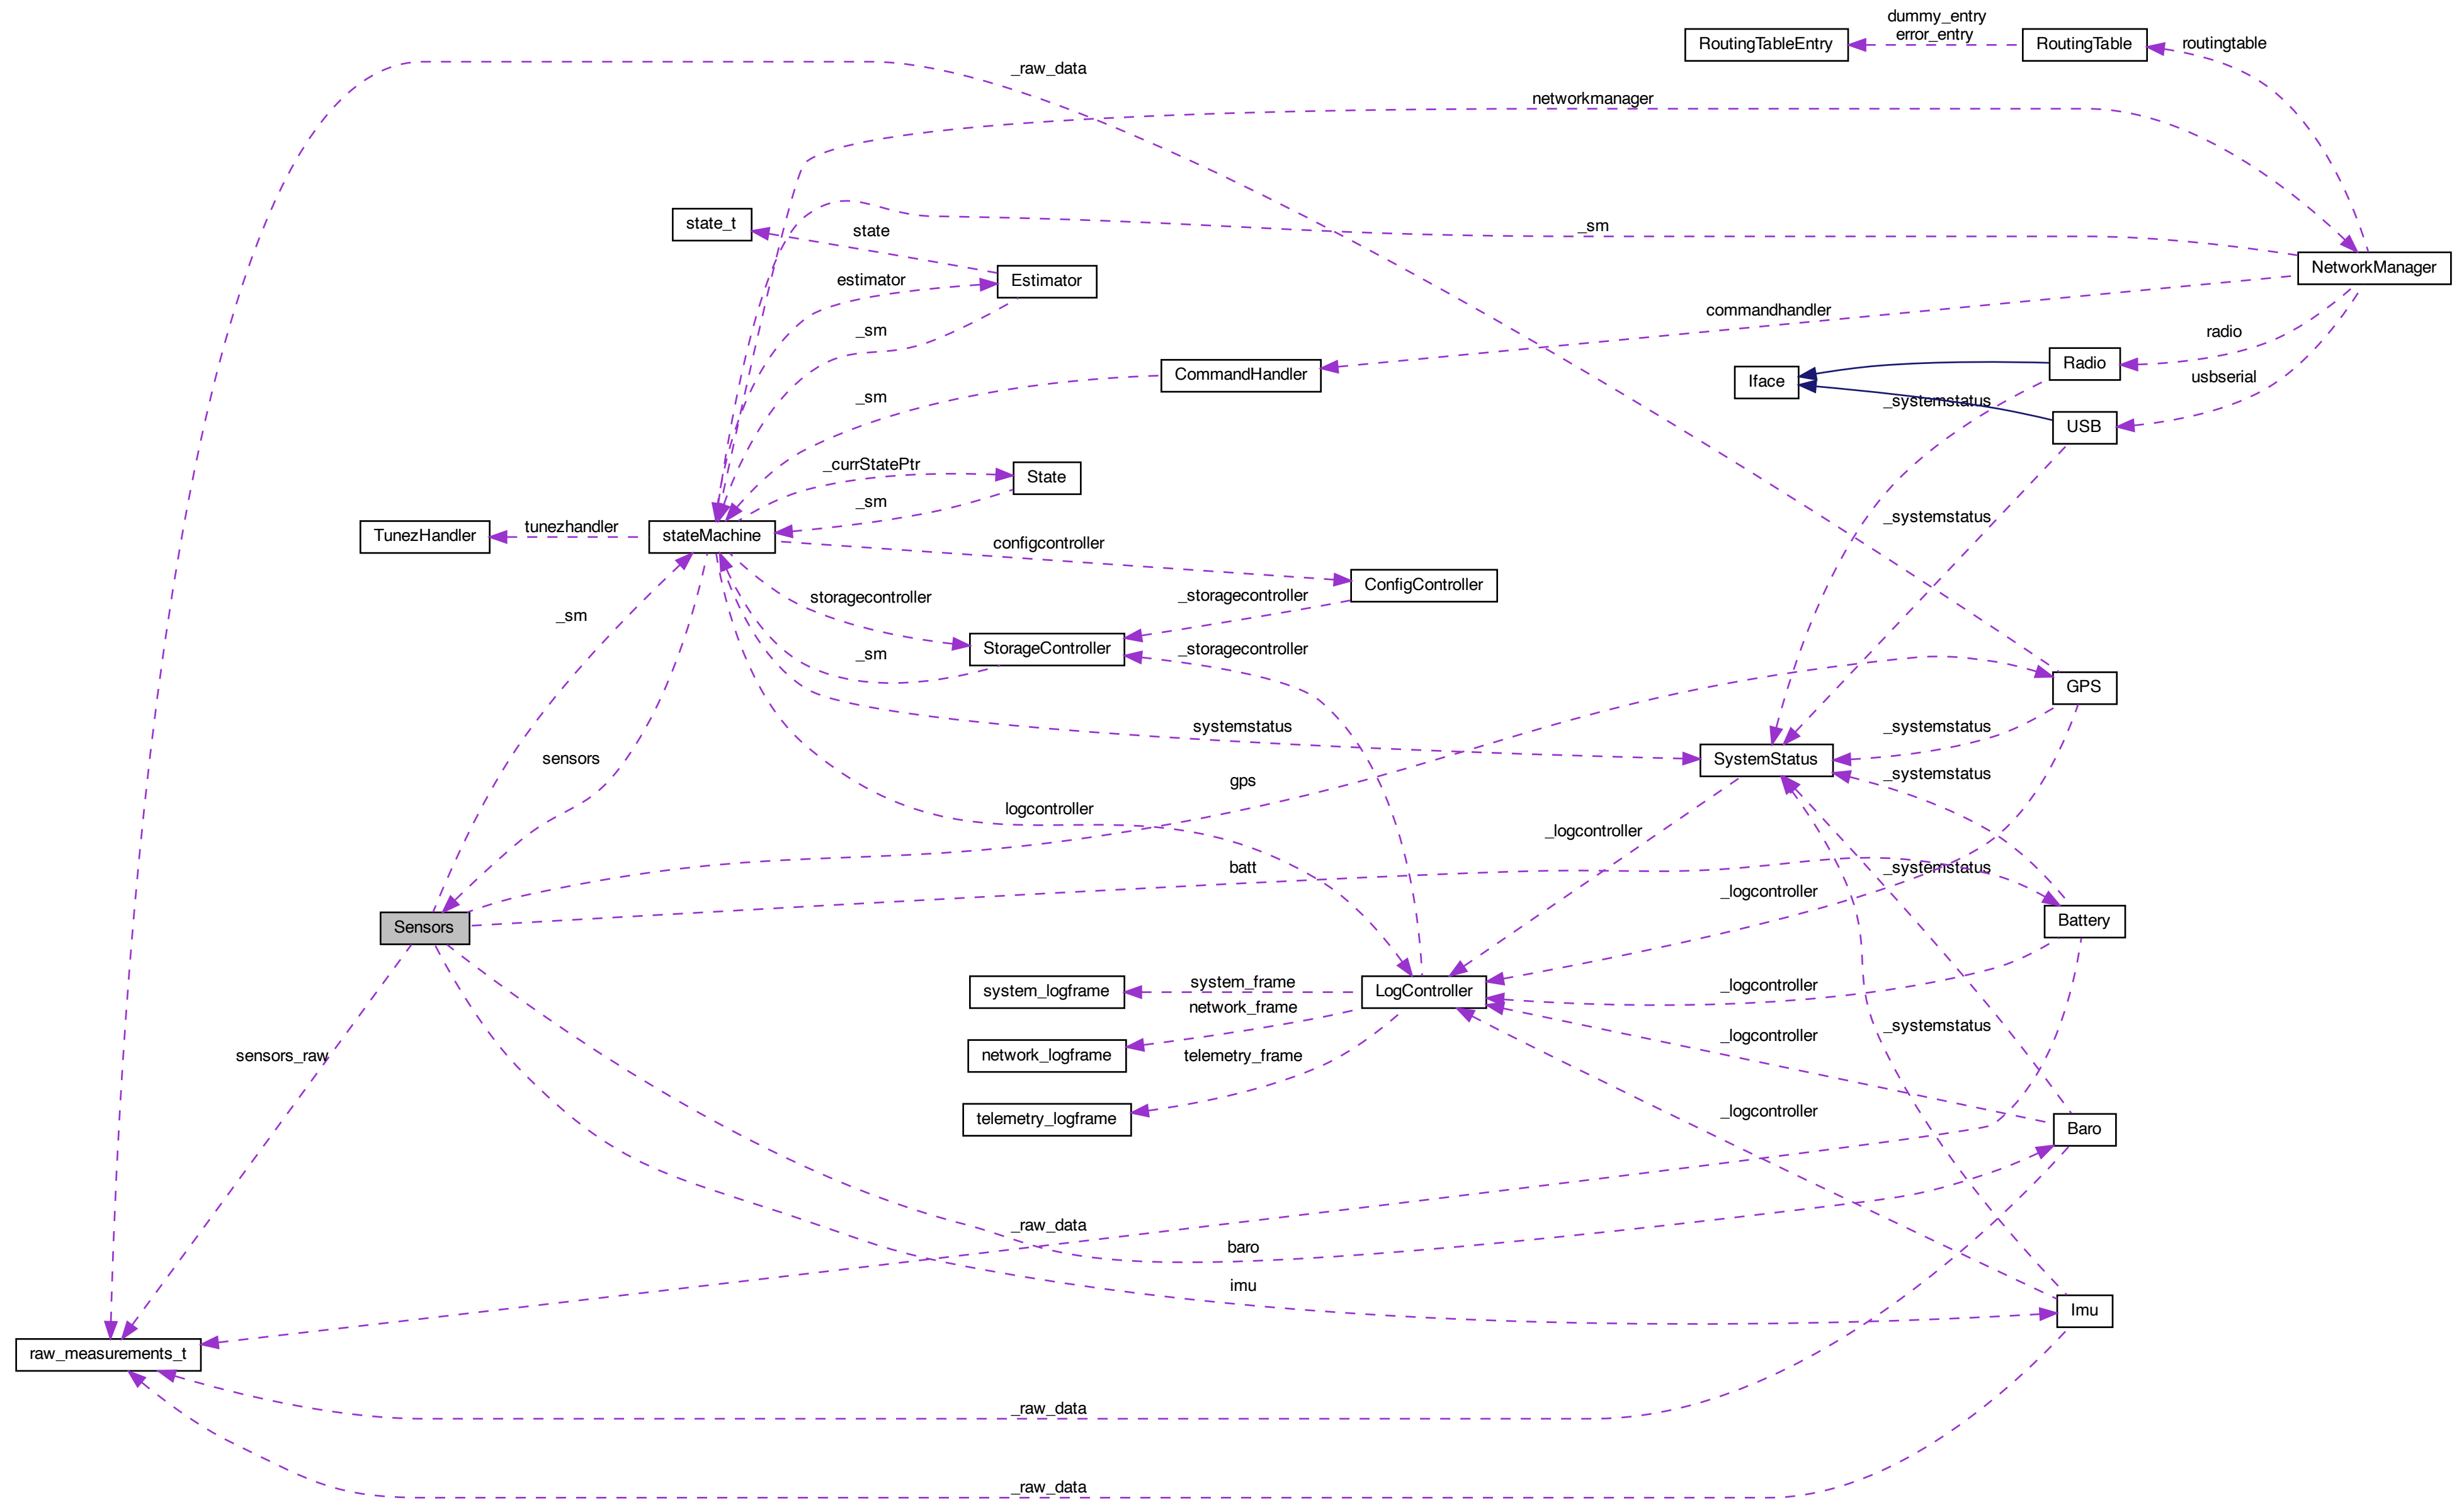 dummy_entry
error_entry
RoutingTableEntry
RoutingTable
routingtable
_raw_data
networkmanager
state_t
state
_sm
NetworkManager
estimator
Estimator
commandhandler
_sm
radio
Radio
CommandHandler
Iface
usbserial
_sm
_systemstatus
USB
_currStatePtr
State
_sm
_systemstatus
TunezHandler
tunezhandler
stateMachine
configcontroller
ConfigController
storagecontroller
_storagecontroller
_sm
StorageController
_storagecontroller
_sm
GPS
systemstatus
_systemstatus
sensors
SystemStatus
gps
_systemstatus
logcontroller
_logcontroller
batt
_systemstatus
_logcontroller
Sensors
Battery
system_frame
system_logframe
LogController
_logcontroller
network_frame
_systemstatus
_logcontroller
sensors_raw
network_logframe
telemetry_frame
telemetry_logframe
_logcontroller
Baro
_raw_data
baro
imu
Imu
raw_measurements_t
_raw_data
_raw_data